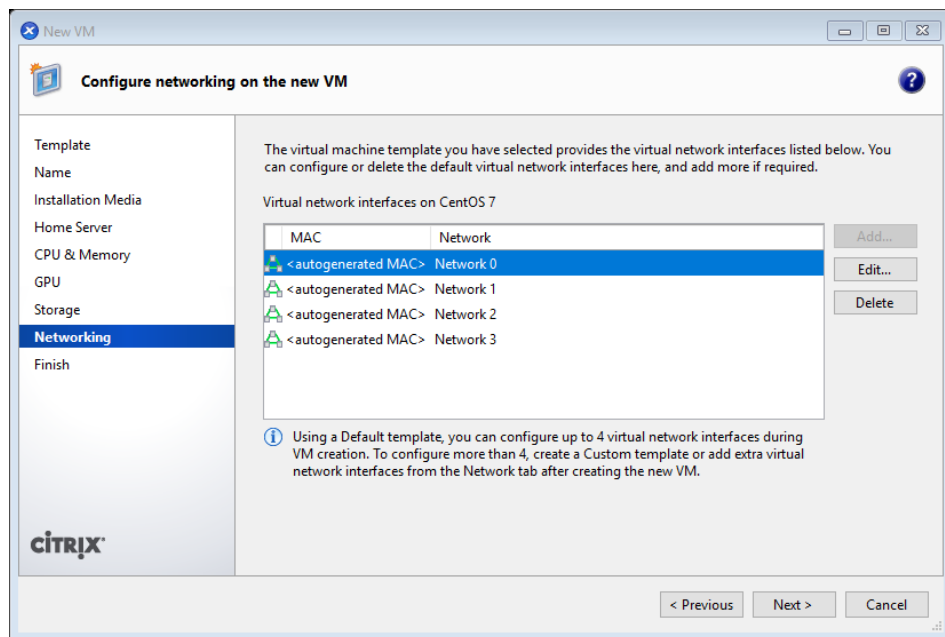 New VM
Configure networking on the new VM
?
Template
Name
Installation Media
Home Server
CPU & Memory
GPU
Storage
Networking
Finish
The virtual machine template you have selected provides the virtual network interfaces listed below. You
can configure or delete the default virtual network interfaces here, and add more if required.
Virtual network interfaces on CentOS 7
MAC Network
<autogenerated MAC> Network 0
<autogenerated MAC> Network 1
<autogenerated MAC> Network 2
<autogenerated MAC> Network 3
Add...
Edit...
Delete
i Using a Default template, you can configure up to 4 virtual network interfaces during
VM creation. To configure more than 4, create a Custom template or add extra virtual
network interfaces from the Network tab after creating the new VM.
CİTRIX
< Previous Next > Cancel